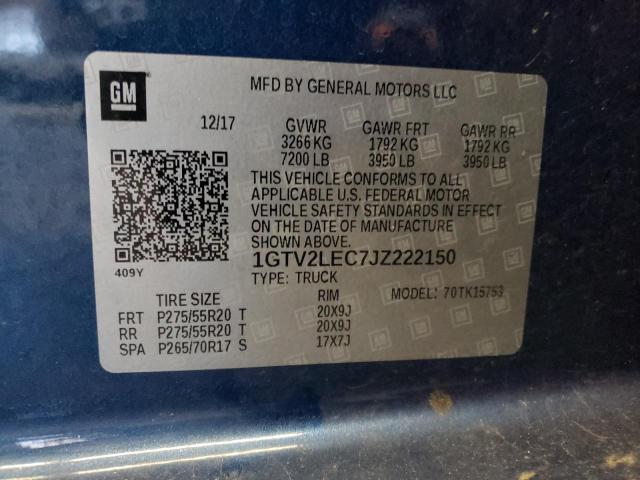 GM
MFD BY GENERAL MOTORS LLC
12/17 GVWR GAWR FRT GAWR RR
3266 KG 1792 KG 1792 KG
7200 LB 3950 LB 3950 LB
THIS VEHICLE CONFORMS TO ALL
APPLICABLE U.S. FEDERAL MOTOR
VEHICLE SAFETY STANDARDS IN EFFECT
ON THE DATE OF MANUFACTURE
SHOWN ABOVE.
409Y
1GTV2LEC7JZ222150
TYPE: TRUCK
MODEL: 70TK15753
TIRE SIZE RIM
FRT P275/55R20 T 20X9J
RR P275/55R20 T 20X9J
SPA P265/70R17 S 17X7J